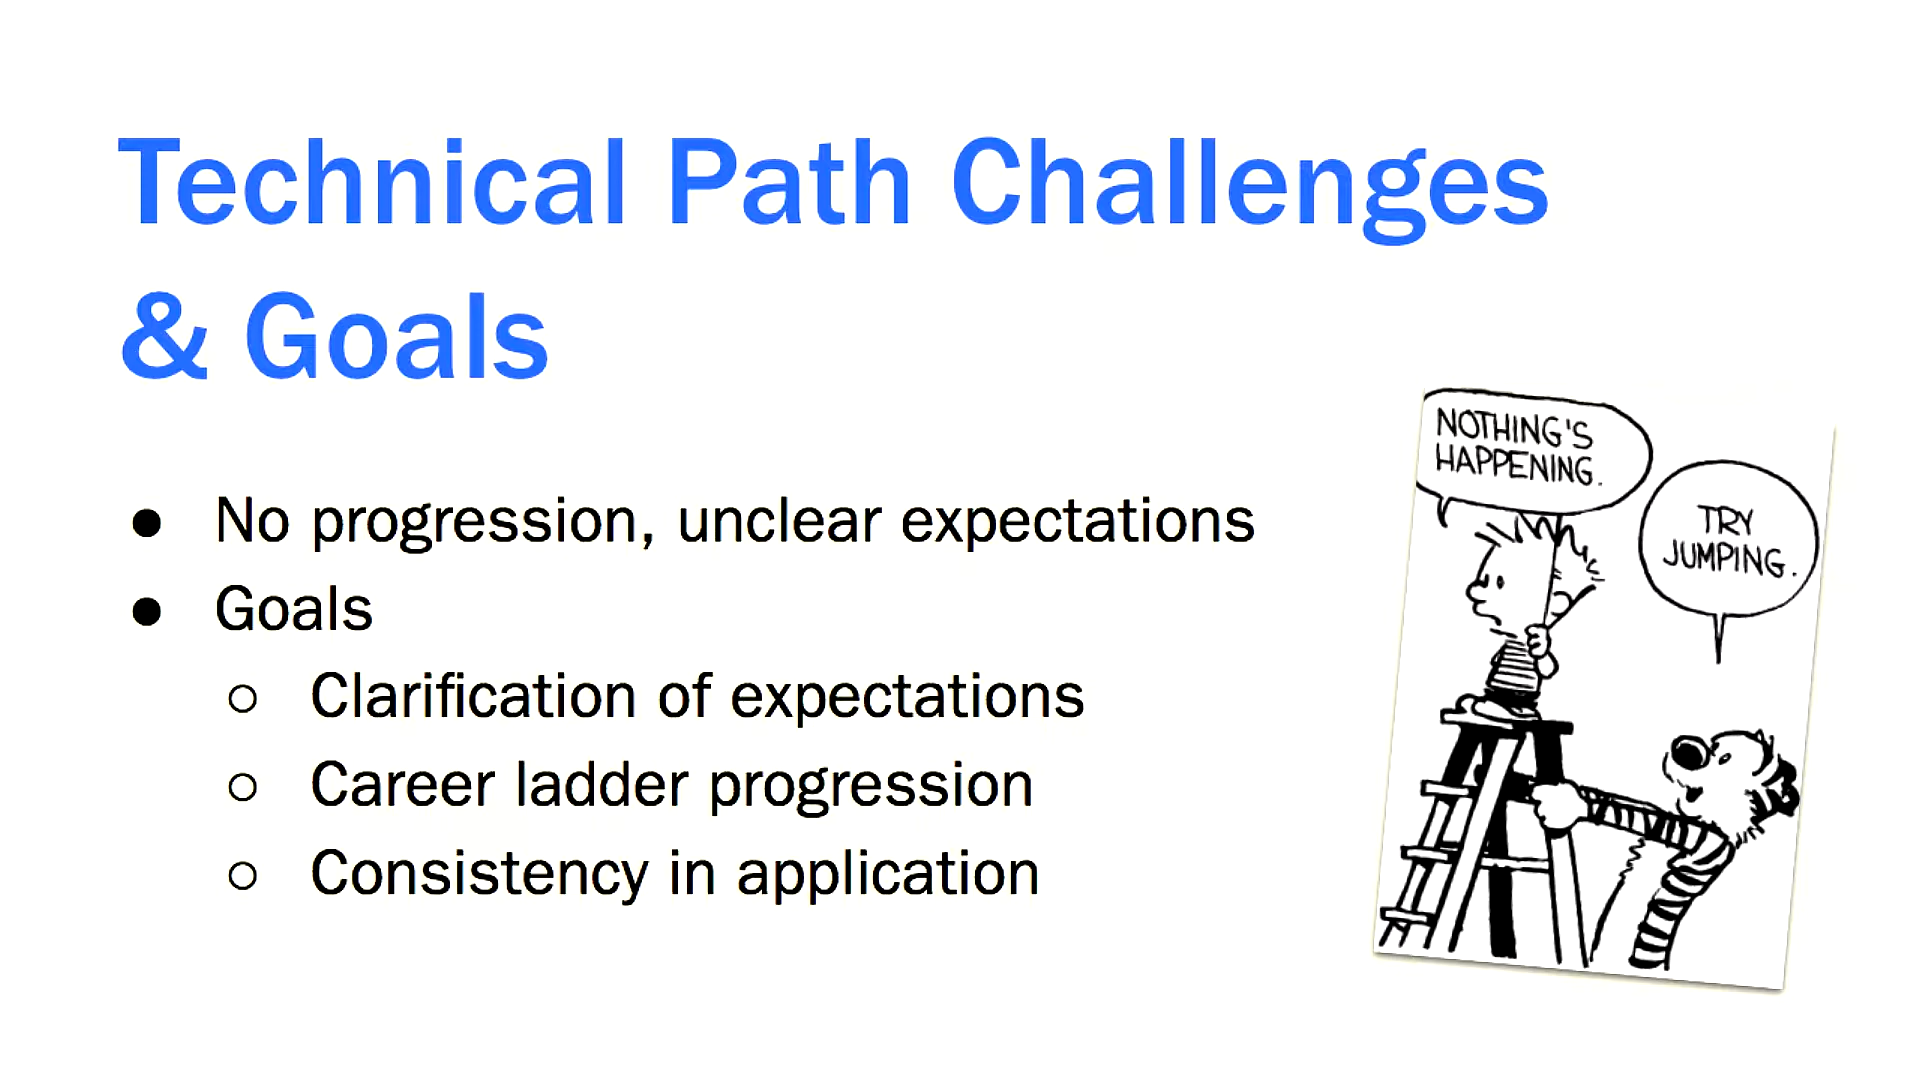 Technical Path Challenges
& Goals
● No progression, unclear expectations
● Goals
○ Clarification of expectations
○ Career ladder progression
○ Consistency in application
NOTHING'S
HAPPENING.
TRY
JUMPING.